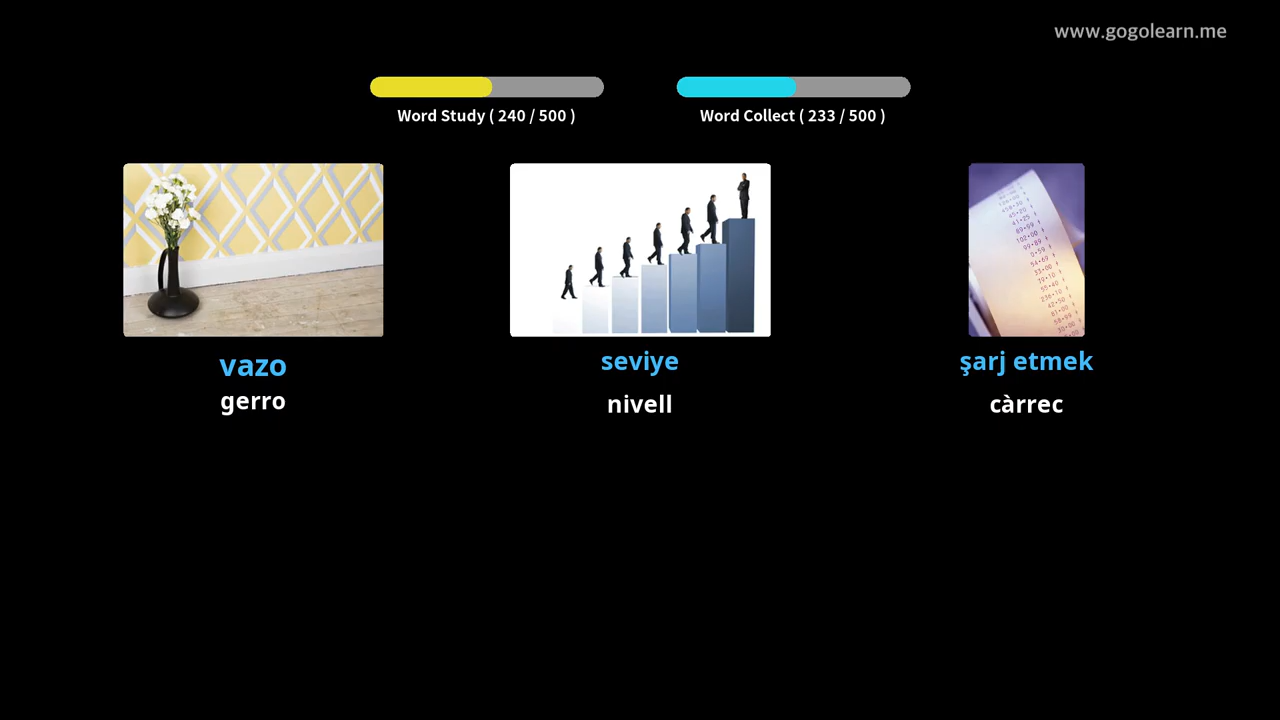 www.gogolearn.me
Word Study ( 240 / 500 )
Word Collect ( 233 / 500 )
vazo
gerro
seviye
nivell
şarj etmek
càrrec